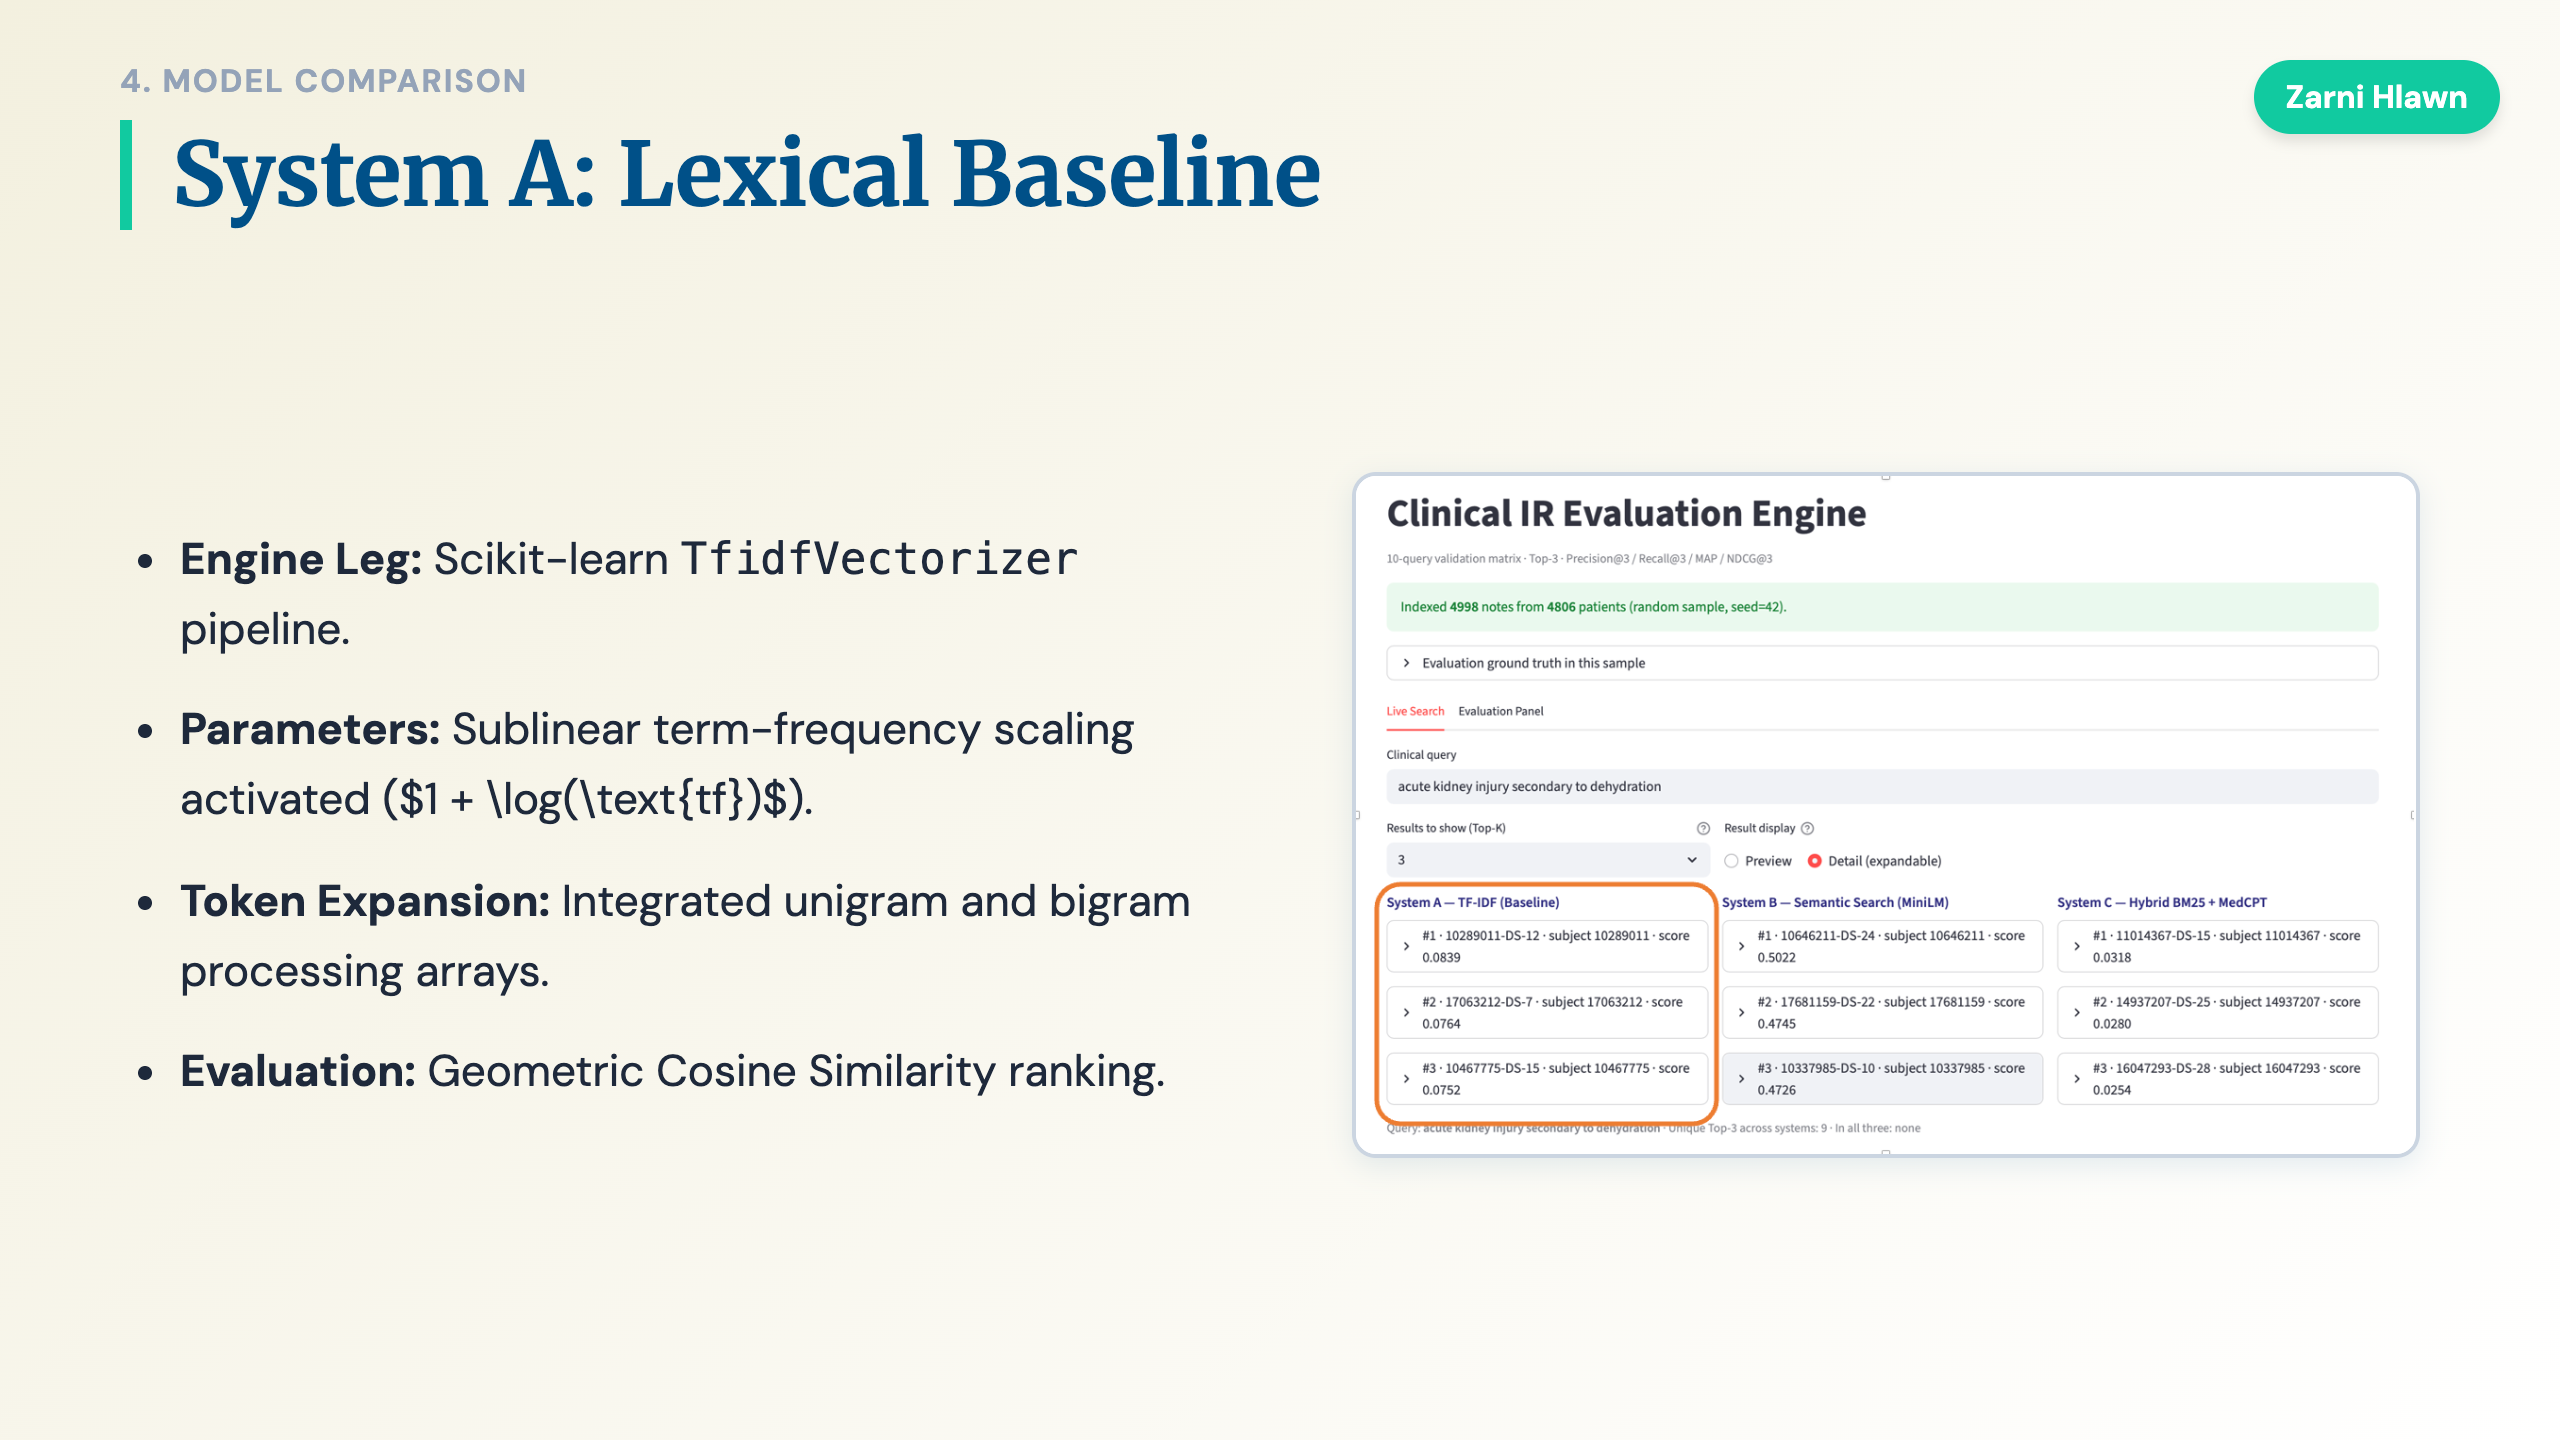 4. MODEL COMPARISON
Zarni Hlawn
System A: Lexical Baseline
• Engine Leg: Scikit-learn TfidfVectorizer
pipeline.
• Parameters: Sublinear term-frequency scaling
activated ($1 + \log(\text{tf})$).
• Token Expansion: Integrated unigram and bigram
processing arrays.
• Evaluation: Geometric Cosine Similarity ranking.
Clinical IR Evaluation Engine
10-query validation matrix · Top-3 · Precision@3 / Recall@3 / MAP / NDCG@3
Indexed 4998 notes from 4806 patients (random sample, seed=42).
Evaluation ground truth in this sample
Live Search Evaluation Panel
Clinical query
acute kidney injury secondary to dehydration
Results to show (Top-K) Result display
3 Preview Detail (expandable)
System A — TF-IDF (Baseline)
#1 · 10289011-DS-12 · subject 10289011 · score
0.0839
#2 · 17063212-DS-7 · subject 17063212 · score
0.0764
#3 · 10467775-DS-15 · subject 10467775 · score
0.0752
System B — Semantic Search (MiniLM)
#1 · 10646211-DS-24 · subject 10646211 · score
0.5022
#2 · 17681159-DS-22 · subject 17681159 · score
0.4745
#3 · 10337985-DS-10 · subject 10337985 · score
0.4726
System C — Hybrid BM25 + MedCPT
#1 · 11014367-DS-15 · subject 11014367 · score
0.0318
#2 · 14937207-DS-25 · subject 14937207 · score
0.0280
#3 · 16047293-DS-28 · subject 16047293 · score
0.0254
Query: acute kidney injury secondary to dehydration · Unique Top-3 across systems: 9 · In all three: none